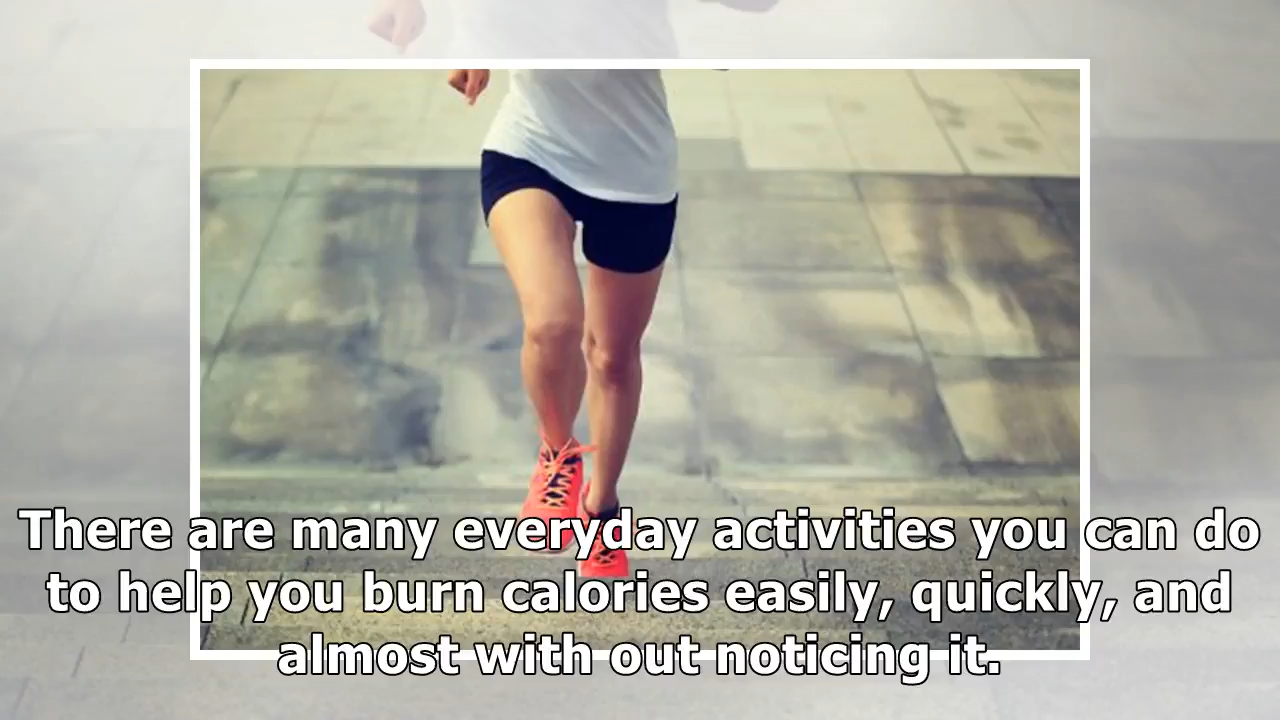 There are many everyday activities you can do
to help you burn calories easily, quickly, and
almost with out noticing it.